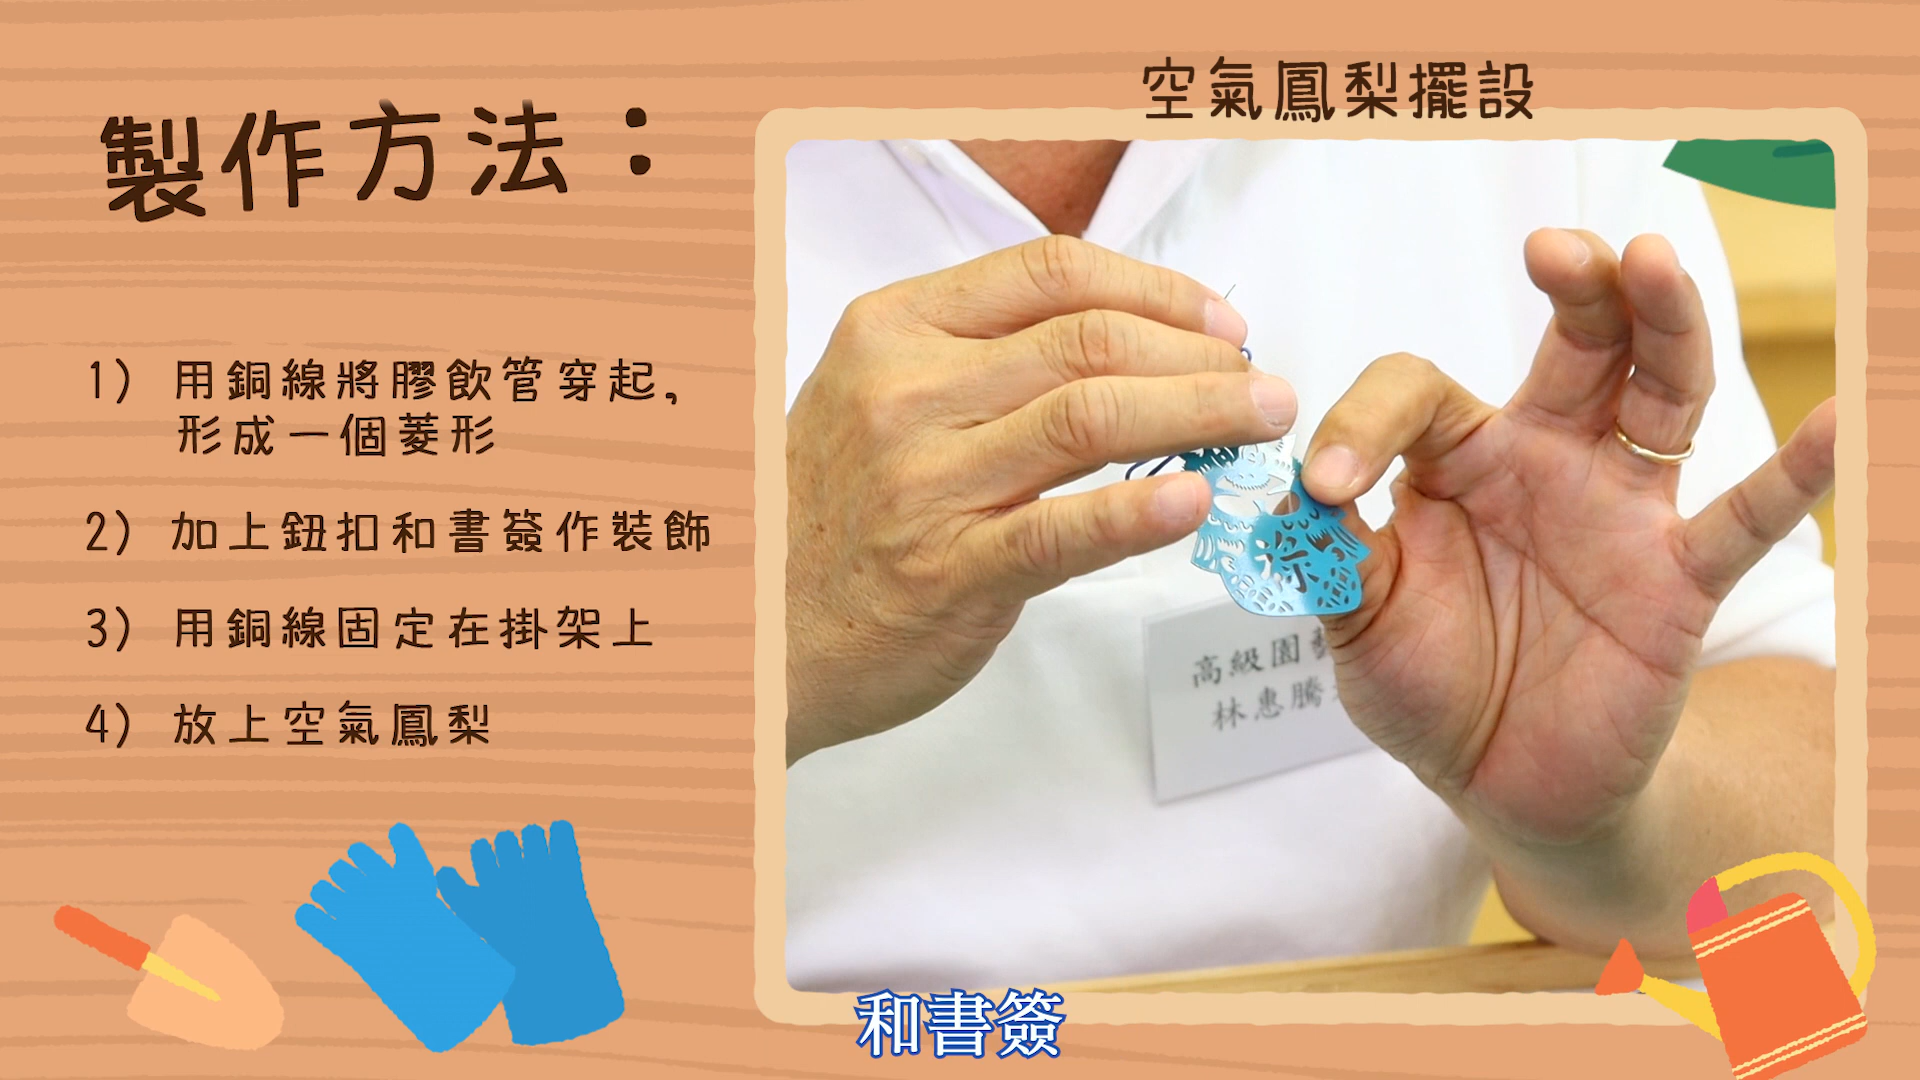 製作方法：
1) 用銅線將膠飲管穿起，
形成一個菱形
2) 加上鈕扣和書簽作裝飾
3) 用銅線固定在掛架上
4) 放上空氣鳳梨
空氣鳳梨擺設
高級園
林惠騰
和書簽